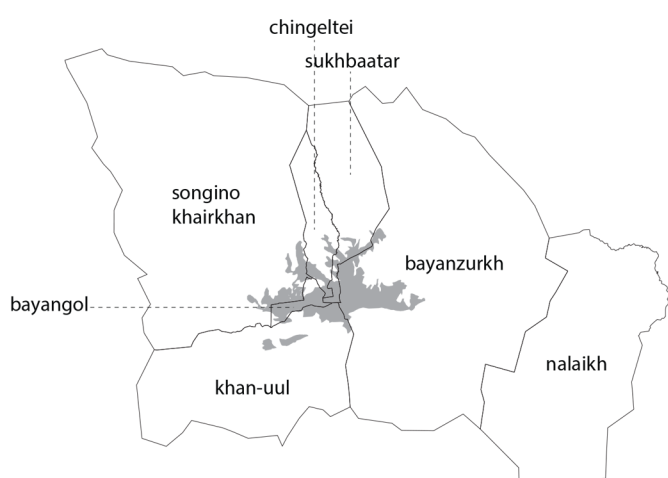 chingeltei
sukhbaatar
songino
khairkhan
bayanzurkh
bayangol
nalaikh
khan-uul